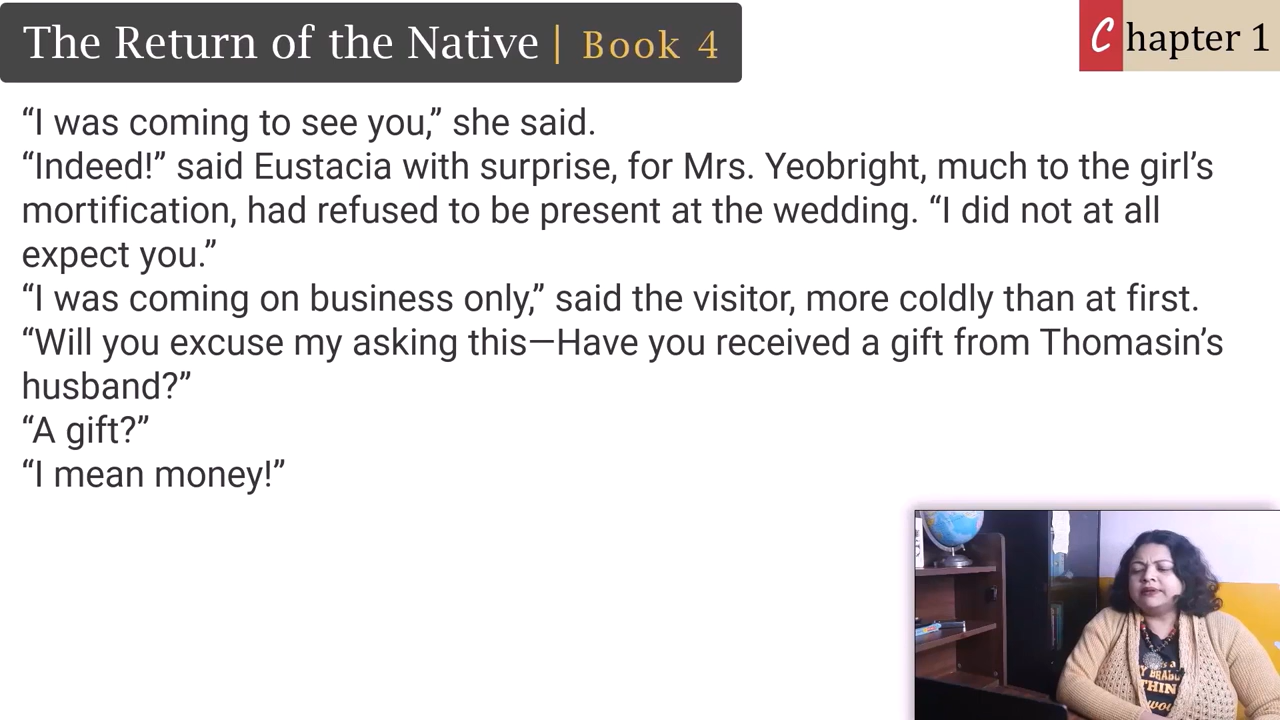 The Return of the Native | Book 4
Chapter 1
“I was coming to see you,” she said.
“Indeed!” said Eustacia with surprise, for Mrs. Yeobright, much to the girl’s
mortification, had refused to be present at the wedding. “I did not at all
expect you.”
“I was coming on business only,” said the visitor, more coldly than at first.
“Will you excuse my asking this—Have you received a gift from Thomasin’s
husband?”
“A gift?”
“I mean money!”
THIN